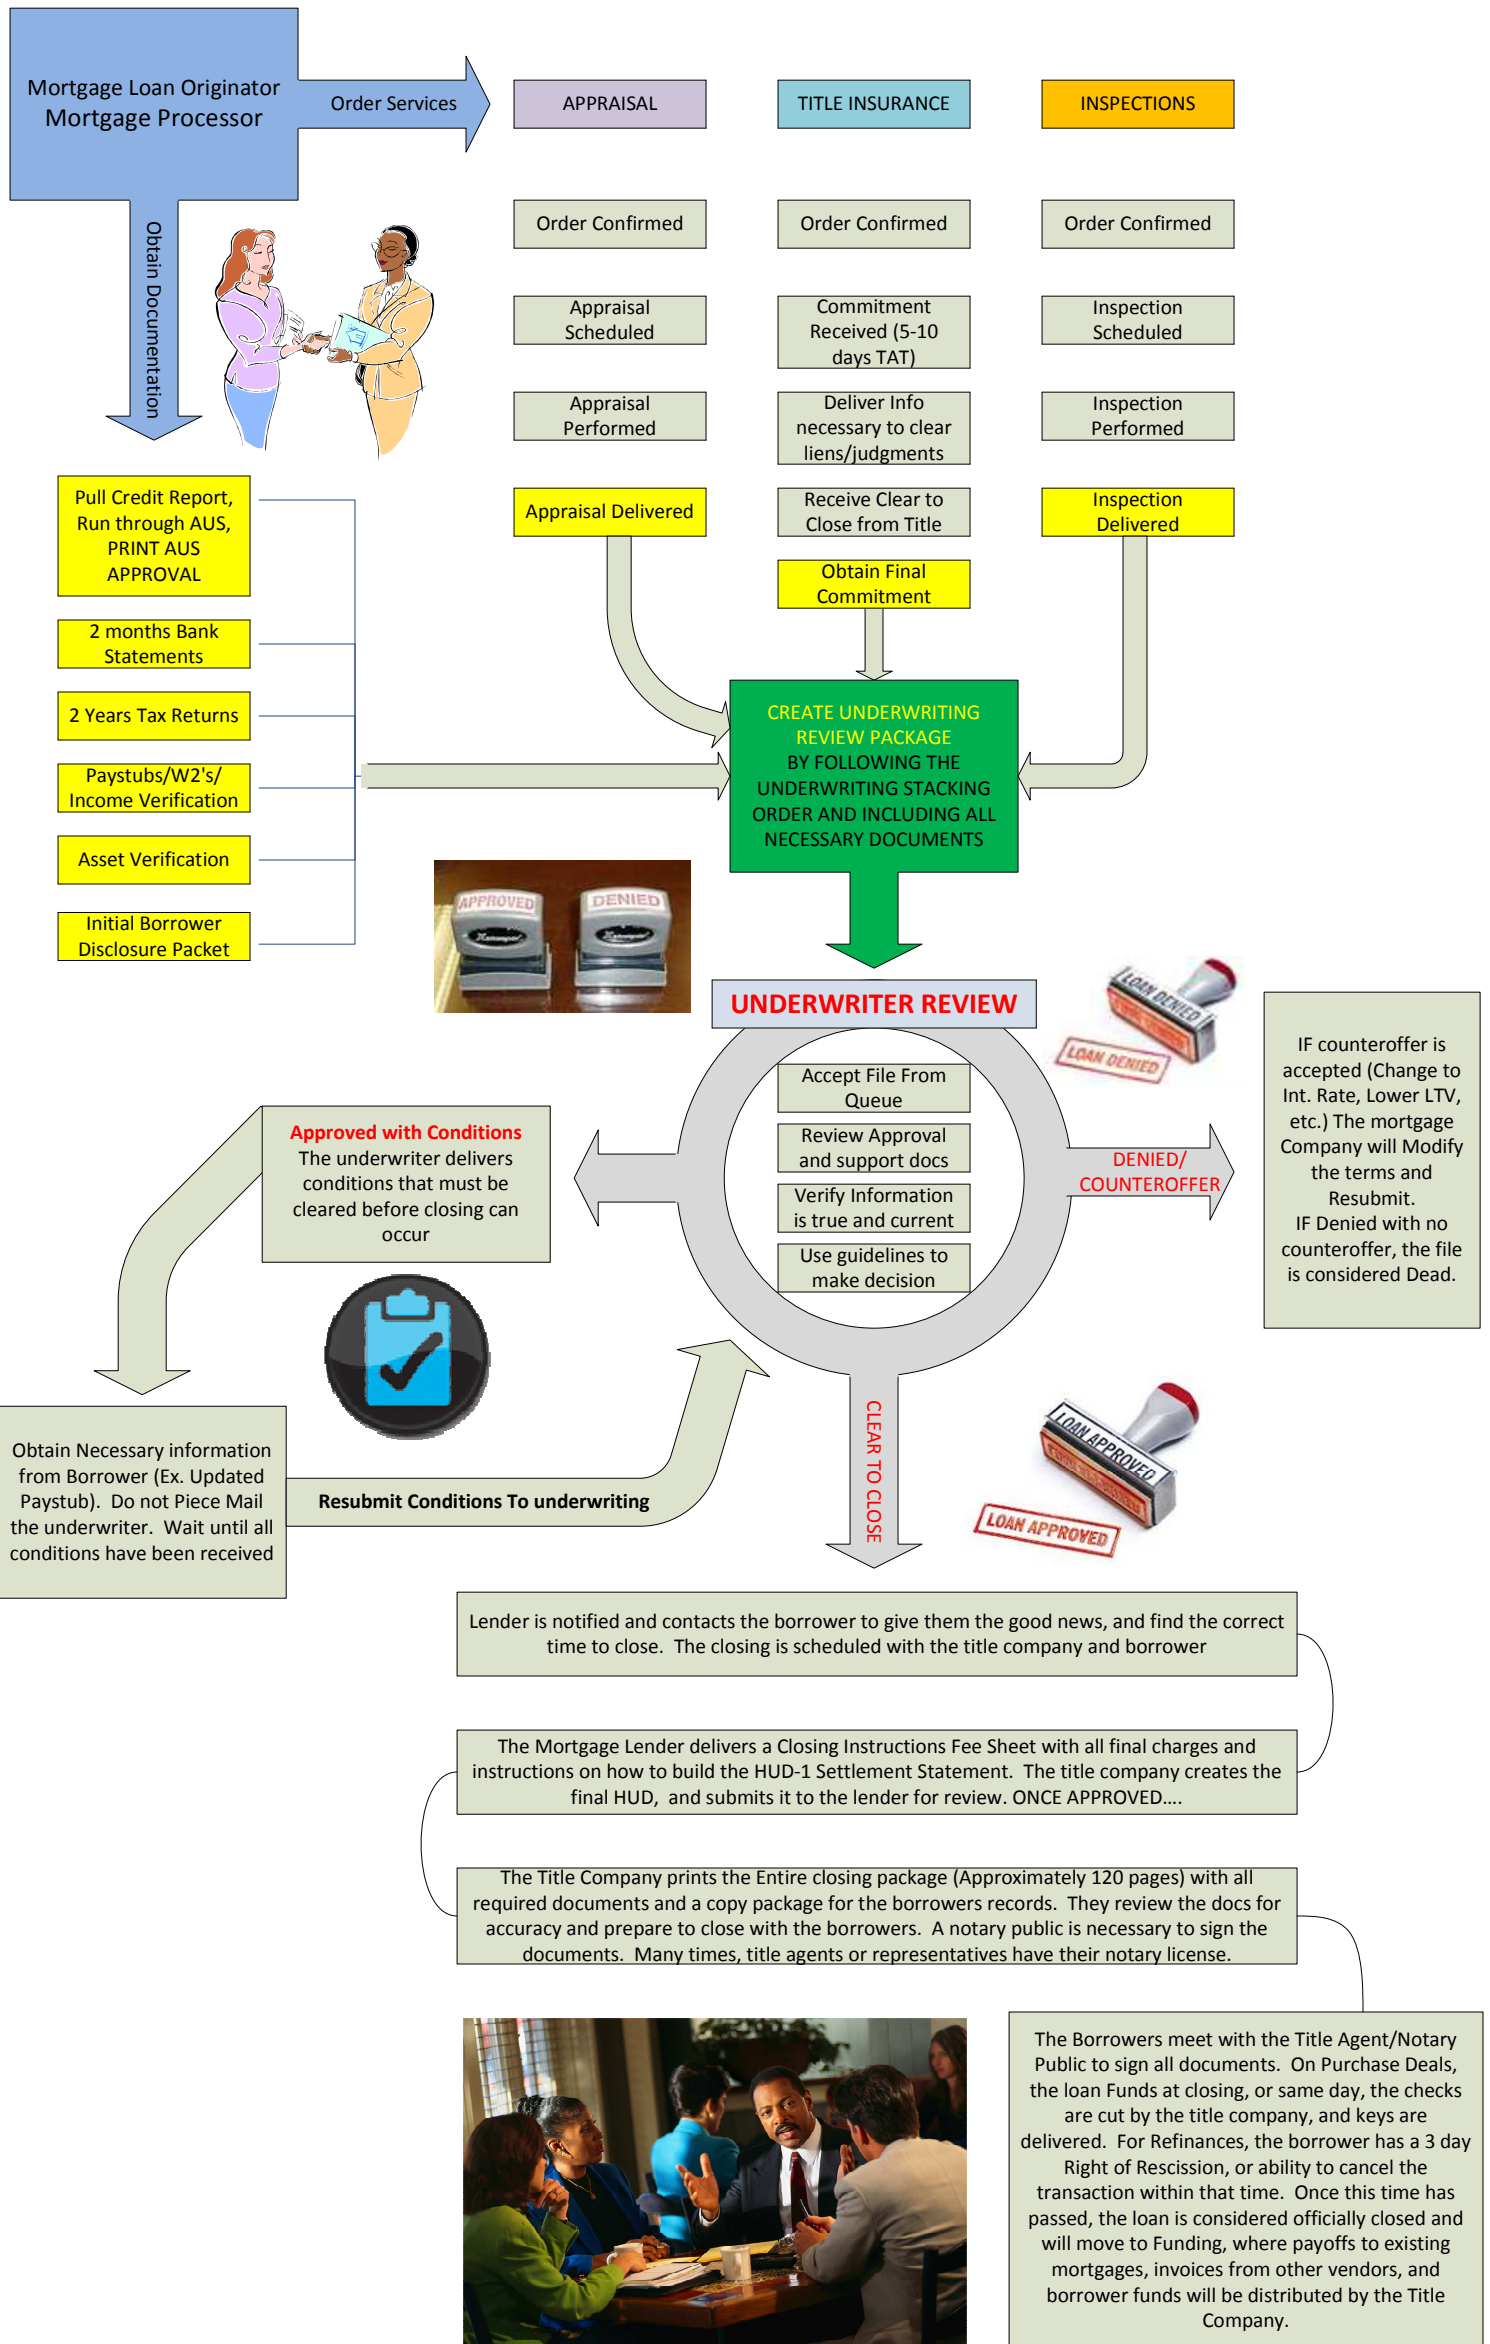 Mortgage Loan Originator
Mortgage Processor
Order Services
Obtain Documentation
APPRAISAL
TITLE INSURANCE
INSPECTIONS
Order Confirmed
Order Confirmed
Order Confirmed
Appraisal
Scheduled
Commitment
Received (5-10
days TAT)
Inspection
Scheduled
Appraisal
Performed
Deliver Info
necessary to clear
liens/judgments
Inspection
Performed
Appraisal Delivered
Receive Clear to
Close from Title
Inspection
Delivered
Obtain Final
Commitment
Pull Credit Report,
Run through AUS,
PRINT AUS
APPROVAL
2 months Bank
Statements
2 Years Tax Returns
Paystubs/W2's/
Income Verification
Asset Verification
Initial Borrower
Disclosure Packet
CREATE UNDERWRITING
REVIEW PACKAGE
BY FOLLOWING THE
UNDERWRITING STACKING
ORDER AND INCLUDING ALL
NECESSARY DOCUMENTS
APPROVED
DENIED
UNDERWRITER REVIEW
Accept File From
Queue
Review Approval
and support docs
Verify Information
is true and current
Use guidelines to
make decision
LOAN DENIED
LOAN DENIED
DENIED/
COUNTEROFFER
IF counteroffer is
accepted (Change to
Int. Rate, Lower LTV,
etc.) The mortgage
Company will Modify
the terms and
Resubmit.
IF Denied with no
counteroffer, the file
is considered Dead.
Approved with Conditions
The underwriter delivers
conditions that must be
cleared before closing can
occur
Obtain Necessary information
from Borrower (Ex. Updated
Paystub).  Do not Piece Mail
the underwriter.  Wait until all
conditions have been received
Resubmit Conditions To underwriting
CLEAR TO CLOSE
LOAN APPROVED
LOAN APPROVED
Lender is notified and contacts the borrower to give them the good news, and find the correct
time to close.  The closing is scheduled with the title company and borrower
The Mortgage Lender delivers a Closing Instructions Fee Sheet with all final charges and
instructions on how to build the HUD-1 Settlement Statement.  The title company creates the
final HUD,  and submits it to the lender for review. ONCE APPROVED….
The Title Company prints the Entire closing package (Approximately 120 pages) with all
required documents and a copy package for the borrowers records.  They review the docs for
accuracy and prepare to close with the borrowers.  A notary public is necessary to sign the
documents.  Many times, title agents or representatives have their notary license.
The Borrowers meet with the Title Agent/Notary
Public to sign all documents.  On Purchase Deals,
the loan Funds at closing, or same day, the checks
are cut by the title company, and keys are
delivered.  For Refinances, the borrower has a 3 day
Right of Rescission, or ability to cancel the
transaction within that time.  Once this time has
passed, the loan is considered officially closed and
will move to Funding, where payoffs to existing
mortgages, invoices from other vendors, and
borrower funds will be distributed by the Title
Company.